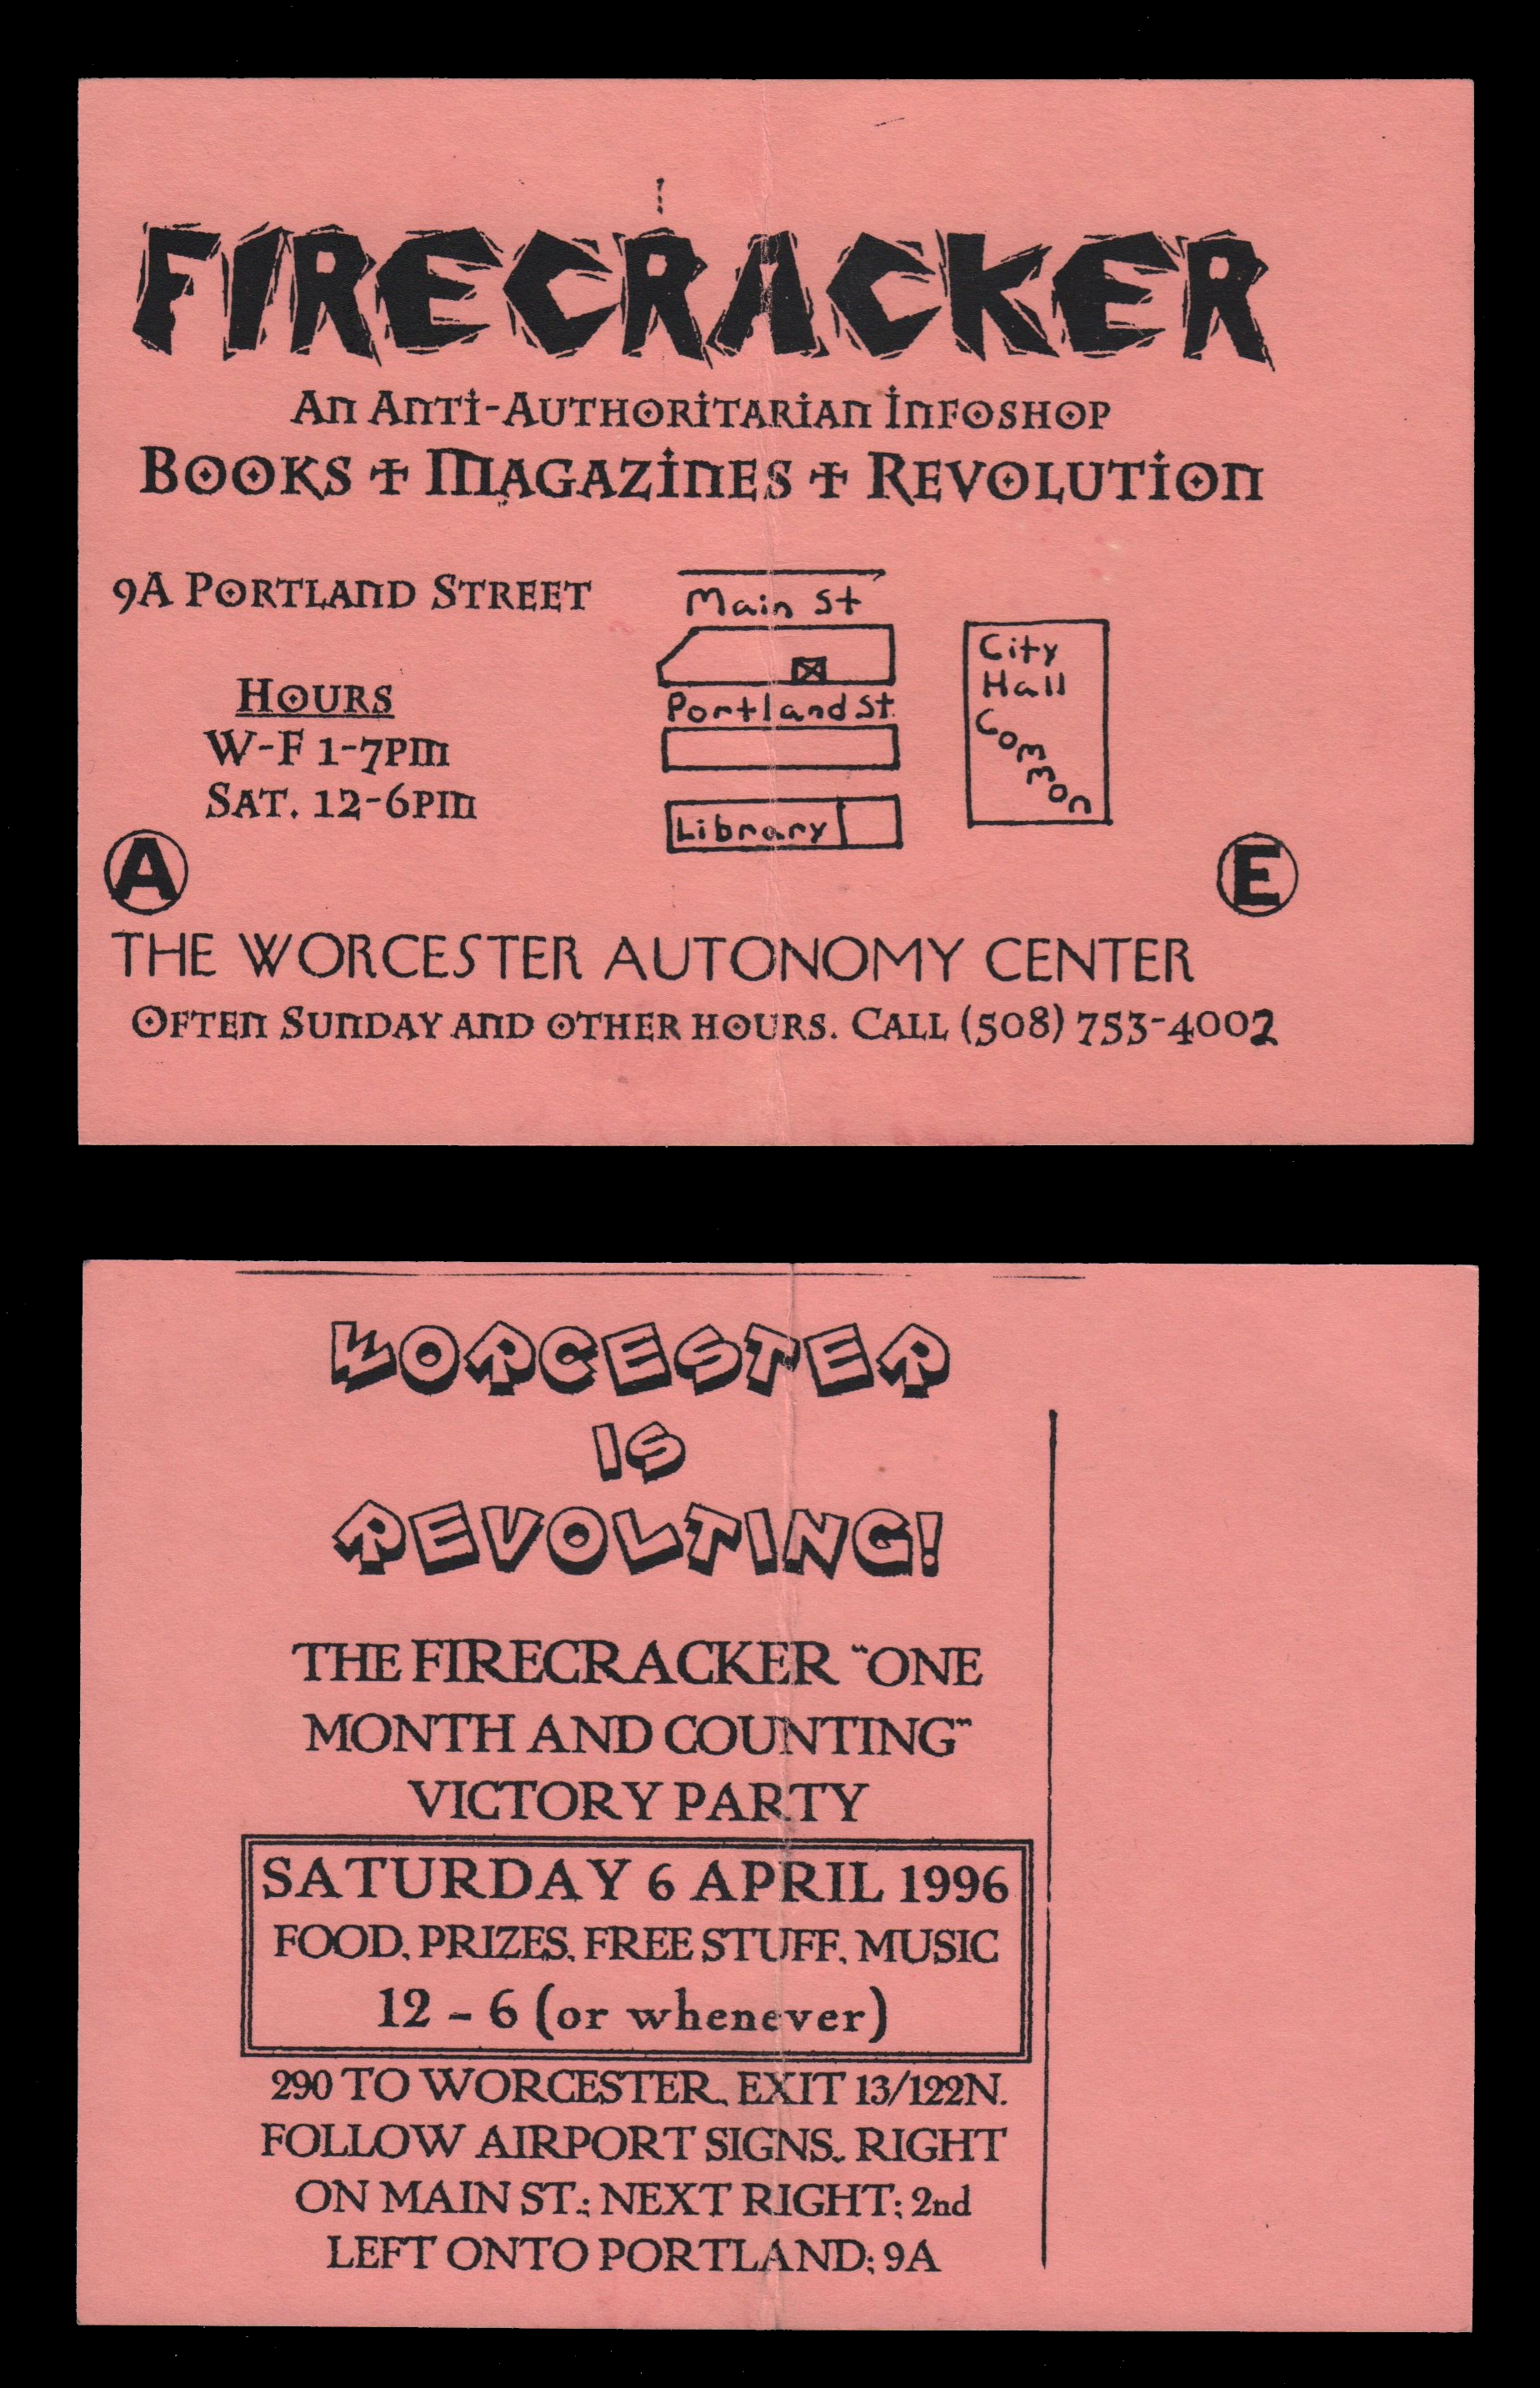 FIRECRACKER
An Anti-Authoritarian Infoshop
Books + Magazines + Revolution
9A Portland Street
Hours
W-F 1-7pm
Sat. 12-6pm
Main St
Portland St.
Library
City
Hall
Common
A
E
THE WORCESTER AUTONOMY CENTER
Often Sunday and other hours. Call (508) 753-4002
WORCESTER
IS
REVOLTING!
THE FIRECRACKER "ONE
MONTH AND COUNTING"
VICTORY PARTY
SATURDAY 6 APRIL 1996
FOOD, PRIZES, FREE STUFF, MUSIC
12 - 6 (or whenever)
290 TO WORCESTER, EXIT 13/122N.
FOLLOW AIRPORT SIGNS, RIGHT
ON MAIN ST.; NEXT RIGHT; 2nd
LEFT ONTO PORTLAND; 9A